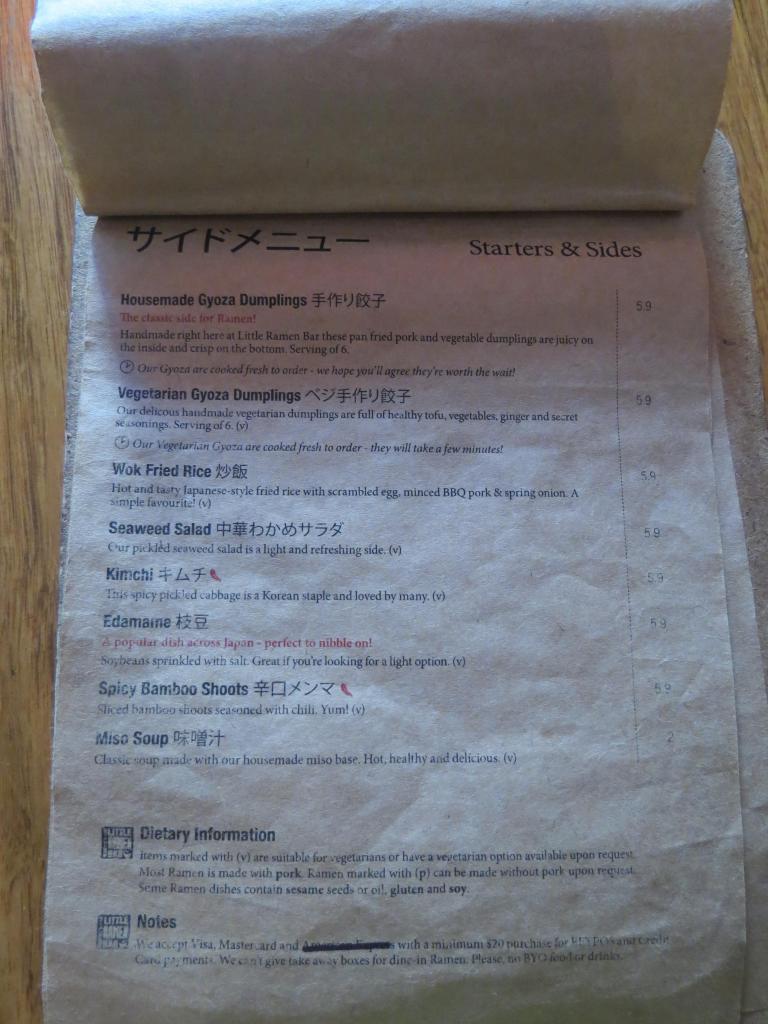 サイドメニュー Starters & Sides
Housemade Gyoza Dumplings 手作り餃子 5.9
The classic side for Ramen!
Handmade right here at Little Ramen Bar these pan fried pork and vegetable dumplings are juicy on
the inside and crisp on the bottom. Serving of 6.
Our Gyoza are cooked fresh to order - we hope you'll agree they're worth the wait!
Vegetarian Gyoza Dumplings ベジ手作り餃子 5.9
Our delicous handmade vegetarian dumplings are full of healthy tofu, vegetables, ginger and secret
seasonings. Serving of 6. (v)
Our Vegetarian Gyoza are cooked fresh to order - they will take a few minutes!
Wok Fried Rice 炒飯 5.9
Hot and tasty Japanese-style fried rice with scrambled egg, minced BBQ pork & spring onion. A
simple favourite! (v)
Seaweed Salad 中華わかめサラダ 5.9
Our pickled seaweed salad is a light and refreshing side. (v)
Kimchi キムチ 5.9
This spicy pickled cabbage is a Korean staple and loved by many. (v)
Edamame 枝豆 5.9
A popular dish across Japan - perfect to nibble on!
Soybeans sprinkled with salt. Great if you're looking for a light option. (v)
Spicy Bamboo Shoots 辛口メンマ 5.9
Sliced bamboo shoots seasoned with chili. Yum! (v)
Miso Soup 味噌汁 2
Classic soup made with our housemade miso base. Hot, healthy and delicious. (v)
LITTLE RAMEN BAR
Dietary Information
items marked with (v) are suitable for vegetarians or have a vegetarian option available upon request.
Most Ramen is made with pork. Ramen marked with (p) can be made without pork upon request.
Some Ramen dishes contain sesame seeds or oil, gluten and soy.
LITTLE RAMEN BAR
Notes
We accept Visa, Mastercard and American Express with a minimum $20 purchase for EFTPOS and Credit
Card payments. We can't give take away boxes for dine-in Ramen. Please, no BYO food or drinks.